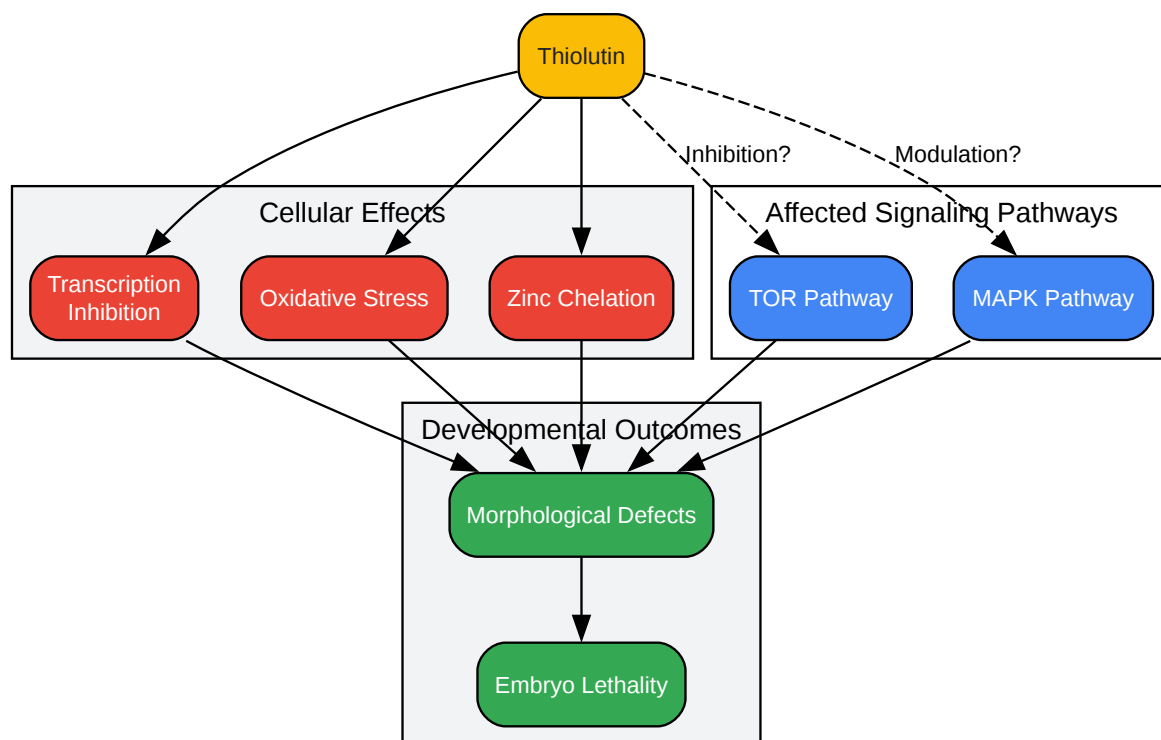 Thiolutin
Inhibition?
Modulation?
Cellular Effects
Affected Signaling Pathways
Transcription
Inhibition
Oxidative Stress
Zinc Chelation
TOR Pathway
MAPK Pathway
Developmental Outcomes
Morphological Defects
Embryo Lethality